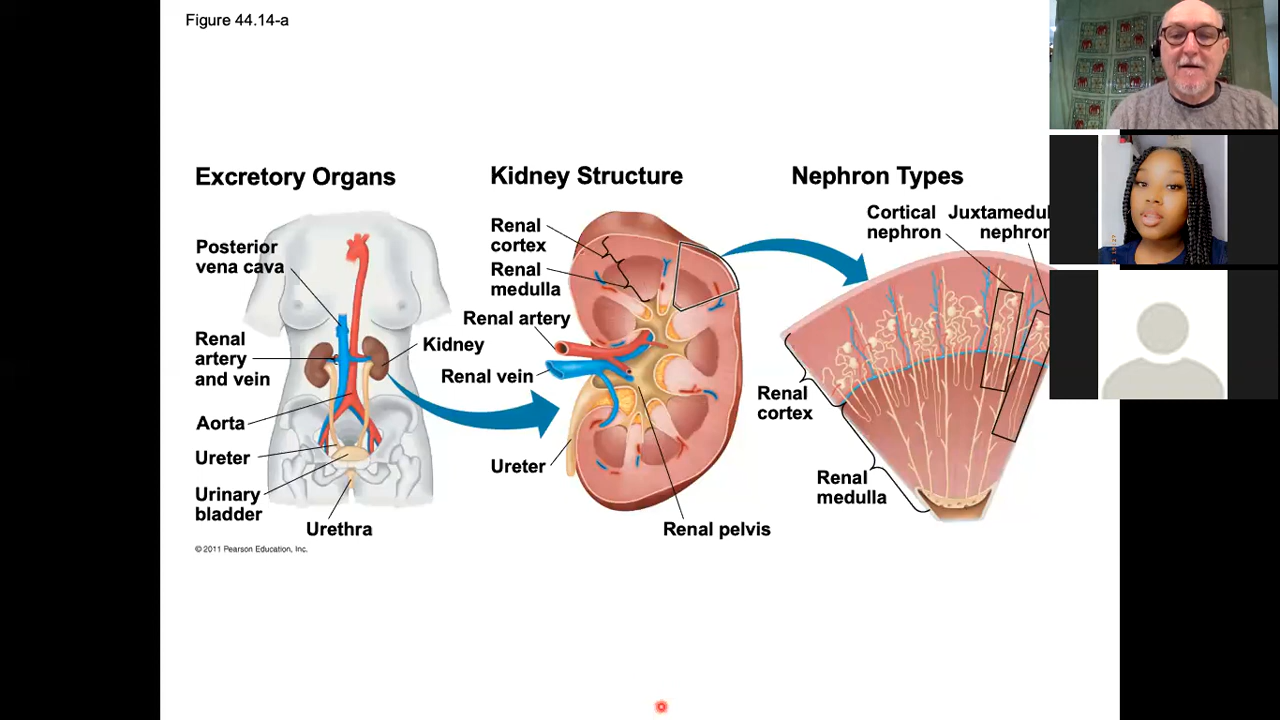 Figure 44.14-a
Excretory Organs
Posterior
vena cava
Renal
artery
and vein
Aorta
Ureter
Urinary
bladder
Urethra
Kidney
© 2011 Pearson Education, Inc.
Kidney Structure
Renal
cortex
Renal
medulla
Renal artery
Renal vein
Ureter
Renal pelvis
Nephron Types
Cortical
nephron
Juxtamedul
nephron
Renal
cortex
Renal
medulla